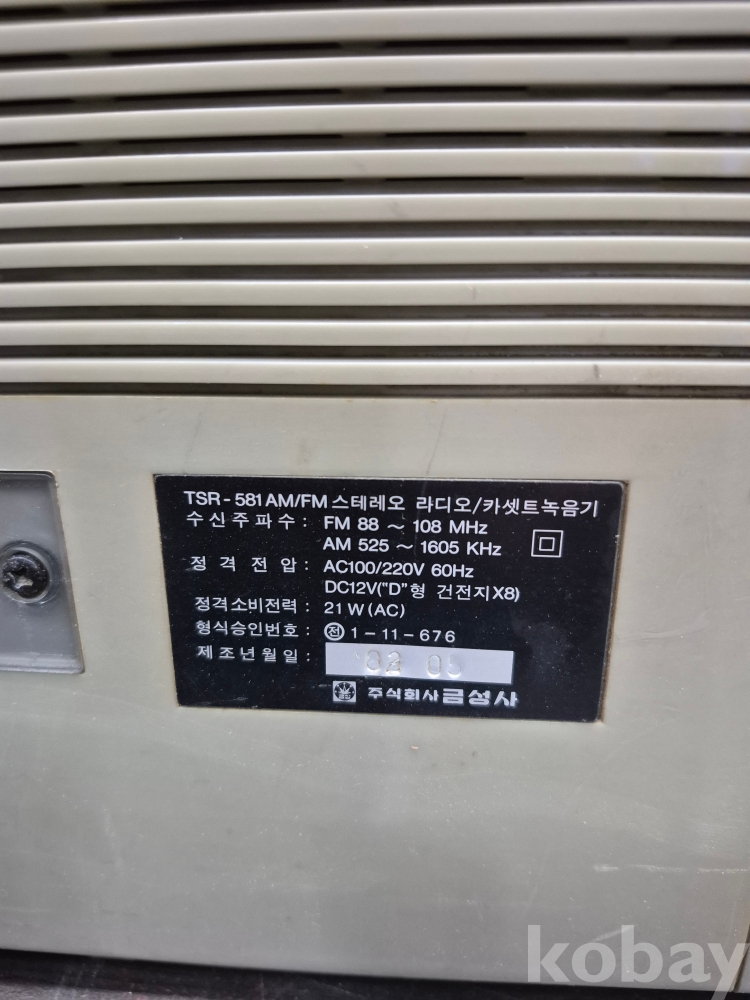 TSR-581 AM/FM 스테레오 라디오/카셋트녹음기
수신주파수: FM 88 ~ 108 MHz
AM 525 ~ 1605 KHz
정격전압: AC100/220V 60Hz
DC12V("D"형 건전지X8)
정격소비전력: 21 W (AC)
형식승인번호: 전 1-11-676
제조년월일:
주식회사 금성사
kobay